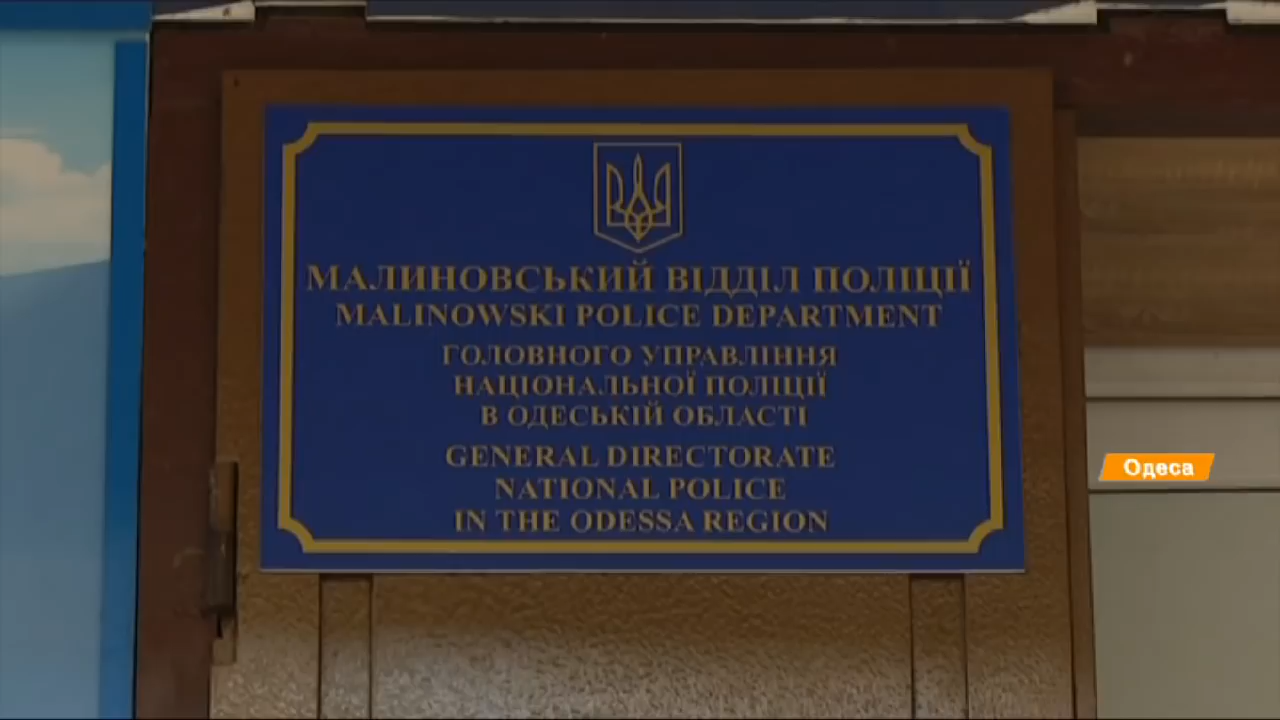 МАЛИНОВСЬКИЙ ВІДДІЛ ПОЛІЦІЇ
MALINOWSKI POLICE DEPARTMENT
ГОЛОВНОГО УПРАВЛІННЯ
НАЦІОНАЛЬНОЇ ПОЛІЦІЇ
В ОДЕСЬКІЙ ОБЛАСТІ
GENERAL DIRECTORATE
NATIONAL POLICE
IN THE ODESSA REGION
Одеса